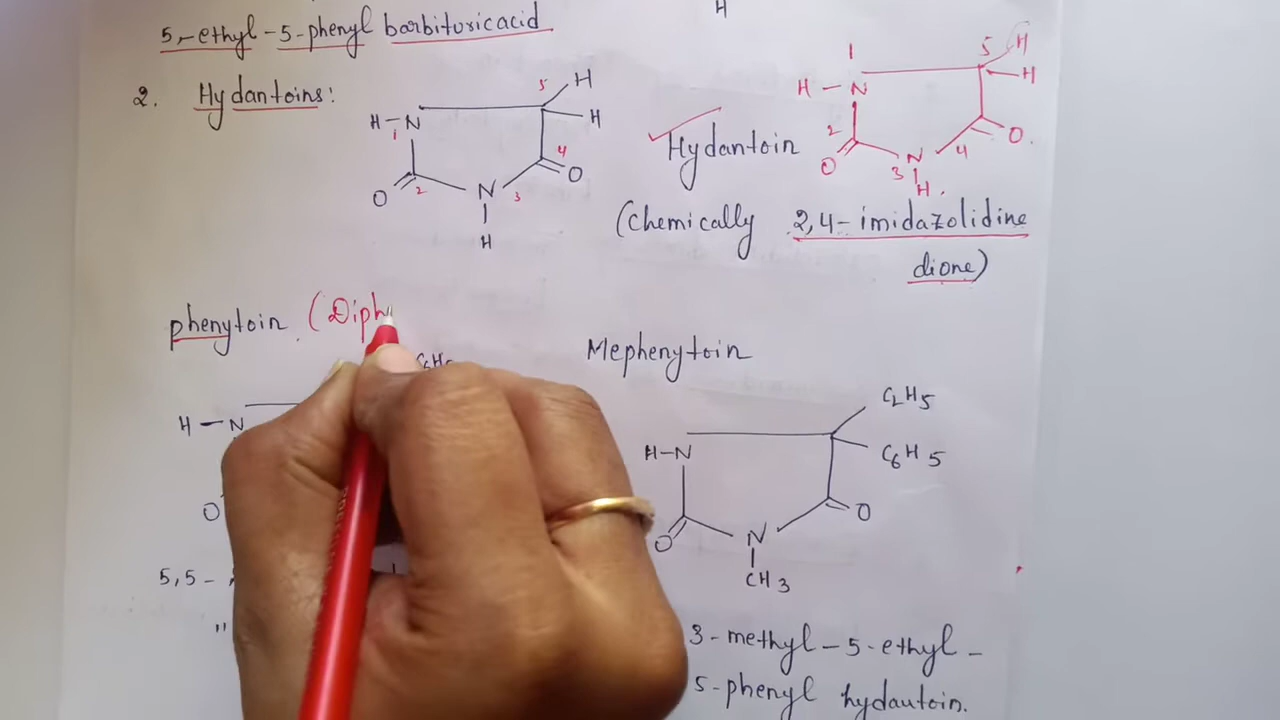 H
5,-ethyl-5-phenyl barbituricacid
2. Hydantoins:
5 H
H-N H
1
4
O 2 O
N 3
H
Hydantoin
1 5 H
H-N H
2 O
O 4
3 N
H.
(Chemically 2,4-imidazolidine
dione)
phenytoin. (Diph
C6H5
H-N
O
5,5-
"
Mephenytoin
C2H5
H-N C6H5
O O
N
CH3
3-methyl-5-ethyl-
5-phenyl hydantoin.